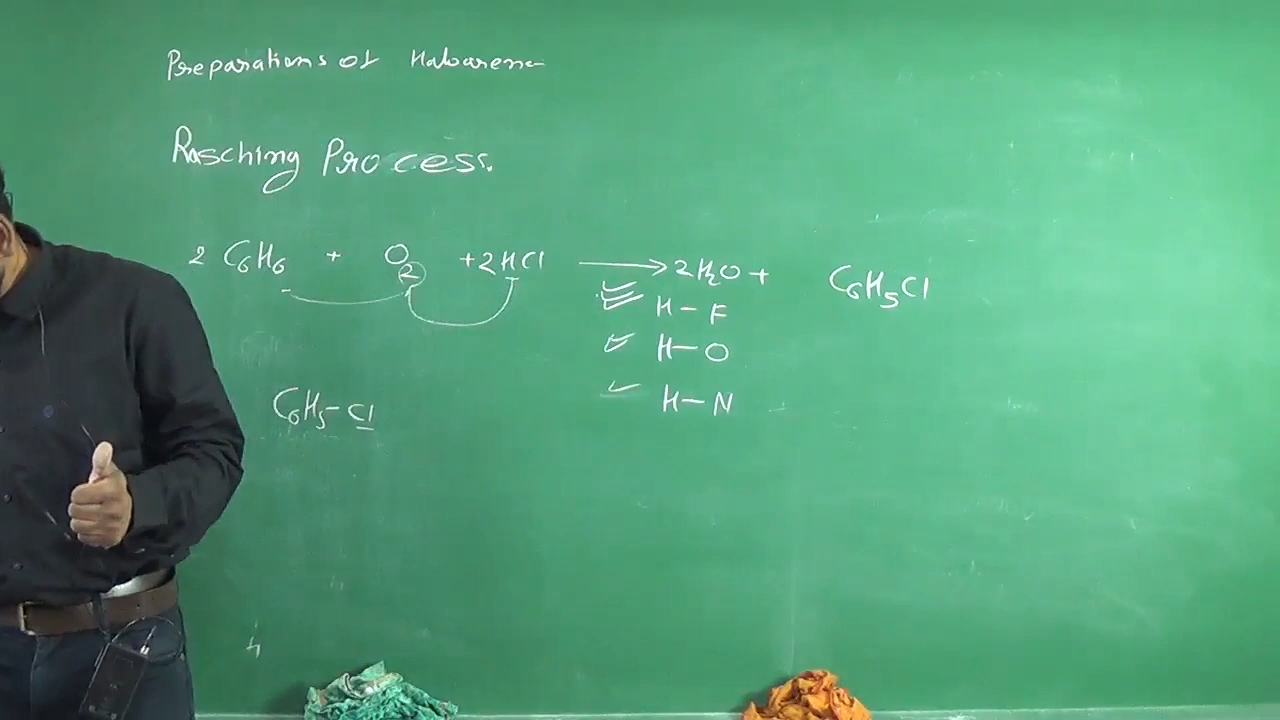 Preparations of Haloarene
Rasching Process.
2 C6H6 + O2 +2HCl → 2H2O + C6H5Cl
H-F
H-O
C6H5-Cl
H-N